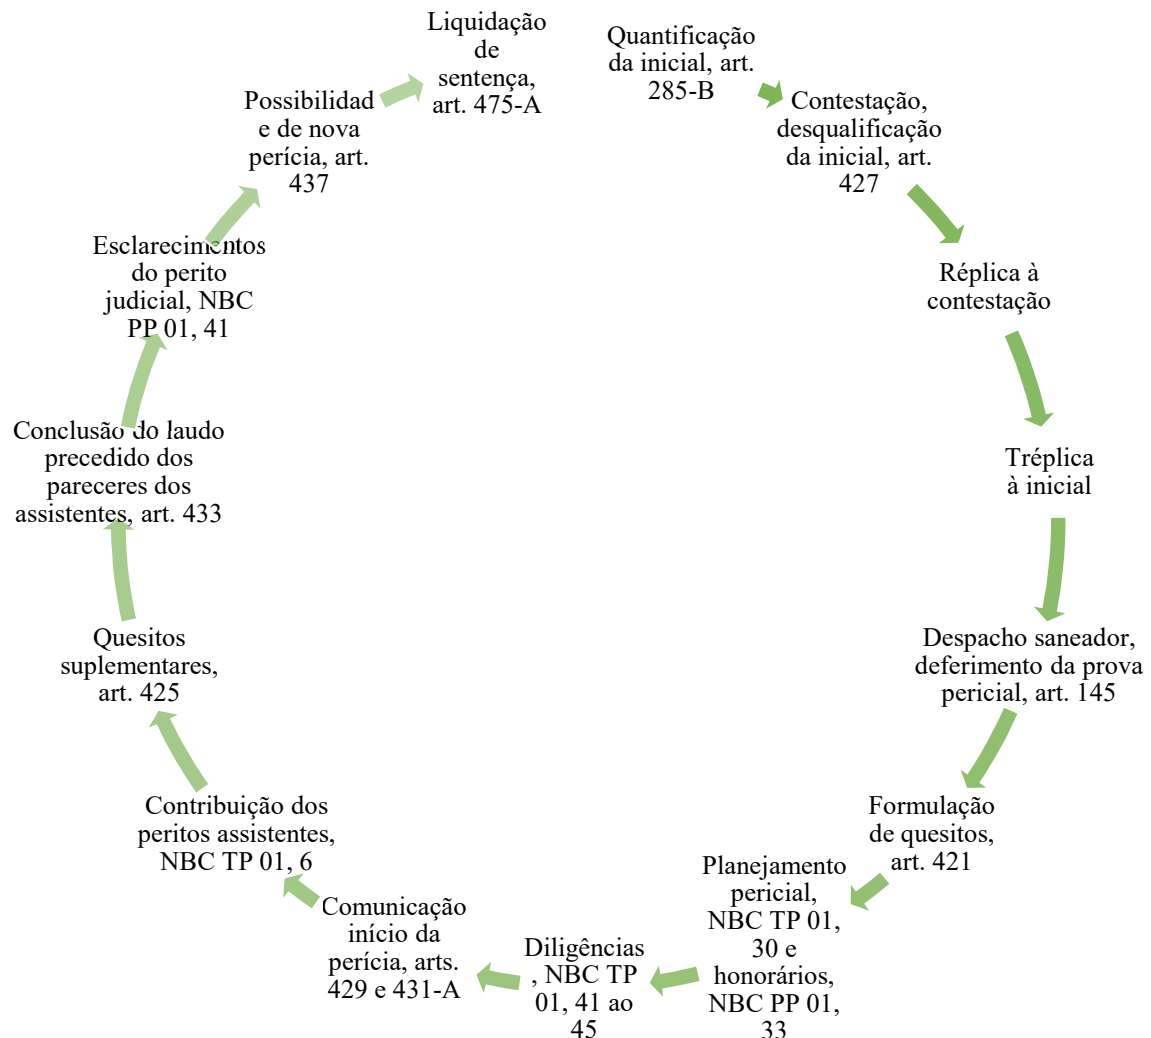 Quantificação
da inicial, art.
285-B
Contestação,
desqualificação
da inicial, art.
427
Réplica à
contestação
Tréplica
à inicial
Despacho saneador,
deferimento da prova
pericial, art. 145
Formulação
de quesitos,
art. 421
Planejamento
pericial,
NBC TP 01,
30 e
honorários,
NBC PP 01,
33
Diligências
, NBC TP
01, 41 ao
45
Comunicação
início da
perícia, arts.
429 e 431-A
Contribuição dos
peritos assistentes,
NBC TP 01, 6
Quesitos
suplementares,
art. 425
Conclusão do laudo
precedido dos
pareceres dos
assistentes, art. 433
Esclarecimentos
do perito
judicial, NBC
PP 01, 41
Possibilidad
e de nova
perícia, art.
437
Liquidação
de
sentença,
art. 475-A